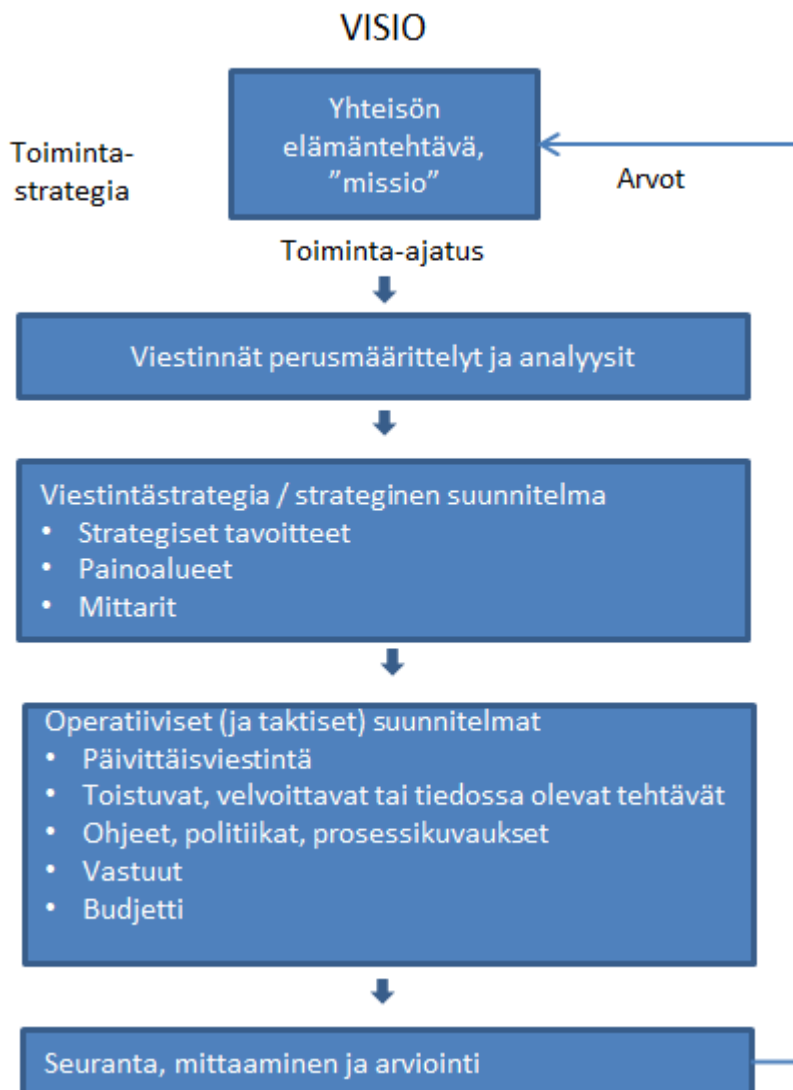 VISIO
Yhteisön
elämäntehtävä,
”missio”
Toiminta-
strategia
Arvot
Toiminta-ajatus
Viestinnät perusmäärittelyt ja analyysit
Viestintästrategia / strateginen suunnitelma
• Strategiset tavoitteet
• Painoalueet
• Mittarit
Operatiiviset (ja taktiset) suunnitelmat
• Päivittäisviestintä
• Toistuvat, velvoittavat tai tiedossa olevat tehtävät
• Ohjeet, politiikat, prosessikuvaukset
• Vastuut
• Budjetti
Seuranta, mittaaminen ja arviointi